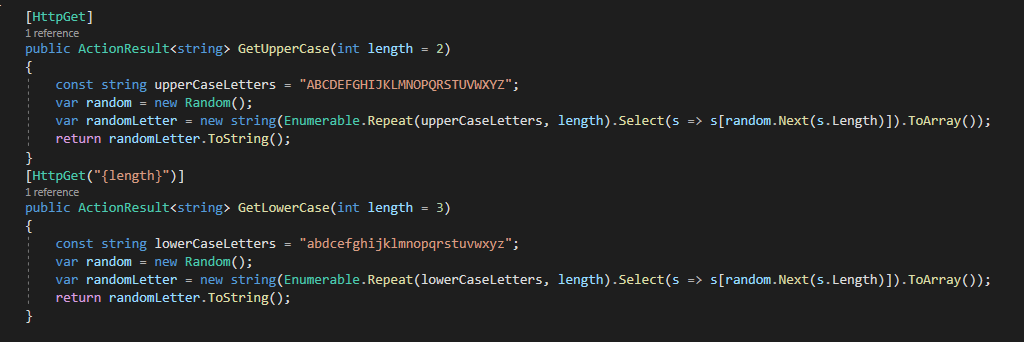 [HttpGet]
1 reference
public ActionResult<string> GetUpperCase(int length = 2)
{
const string upperCaseLetters = "ABCDEFGHIJKLMNOPQRSTUVWXYZ";
var random = new Random();
var randomLetter = new string(Enumerable.Repeat(upperCaseLetters, length).Select(s => s[random.Next(s.Length)]).ToArray());
return randomLetter.ToString();
}
[HttpGet("{length}")]
1 reference
public ActionResult<string> GetLowerCase(int length = 3)
{
const string lowerCaseLetters = "abdcefghijklmnopqrstuvwxyz";
var random = new Random();
var randomLetter = new string(Enumerable.Repeat(lowerCaseLetters, length).Select(s => s[random.Next(s.Length)]).ToArray());
return randomLetter.ToString();
}